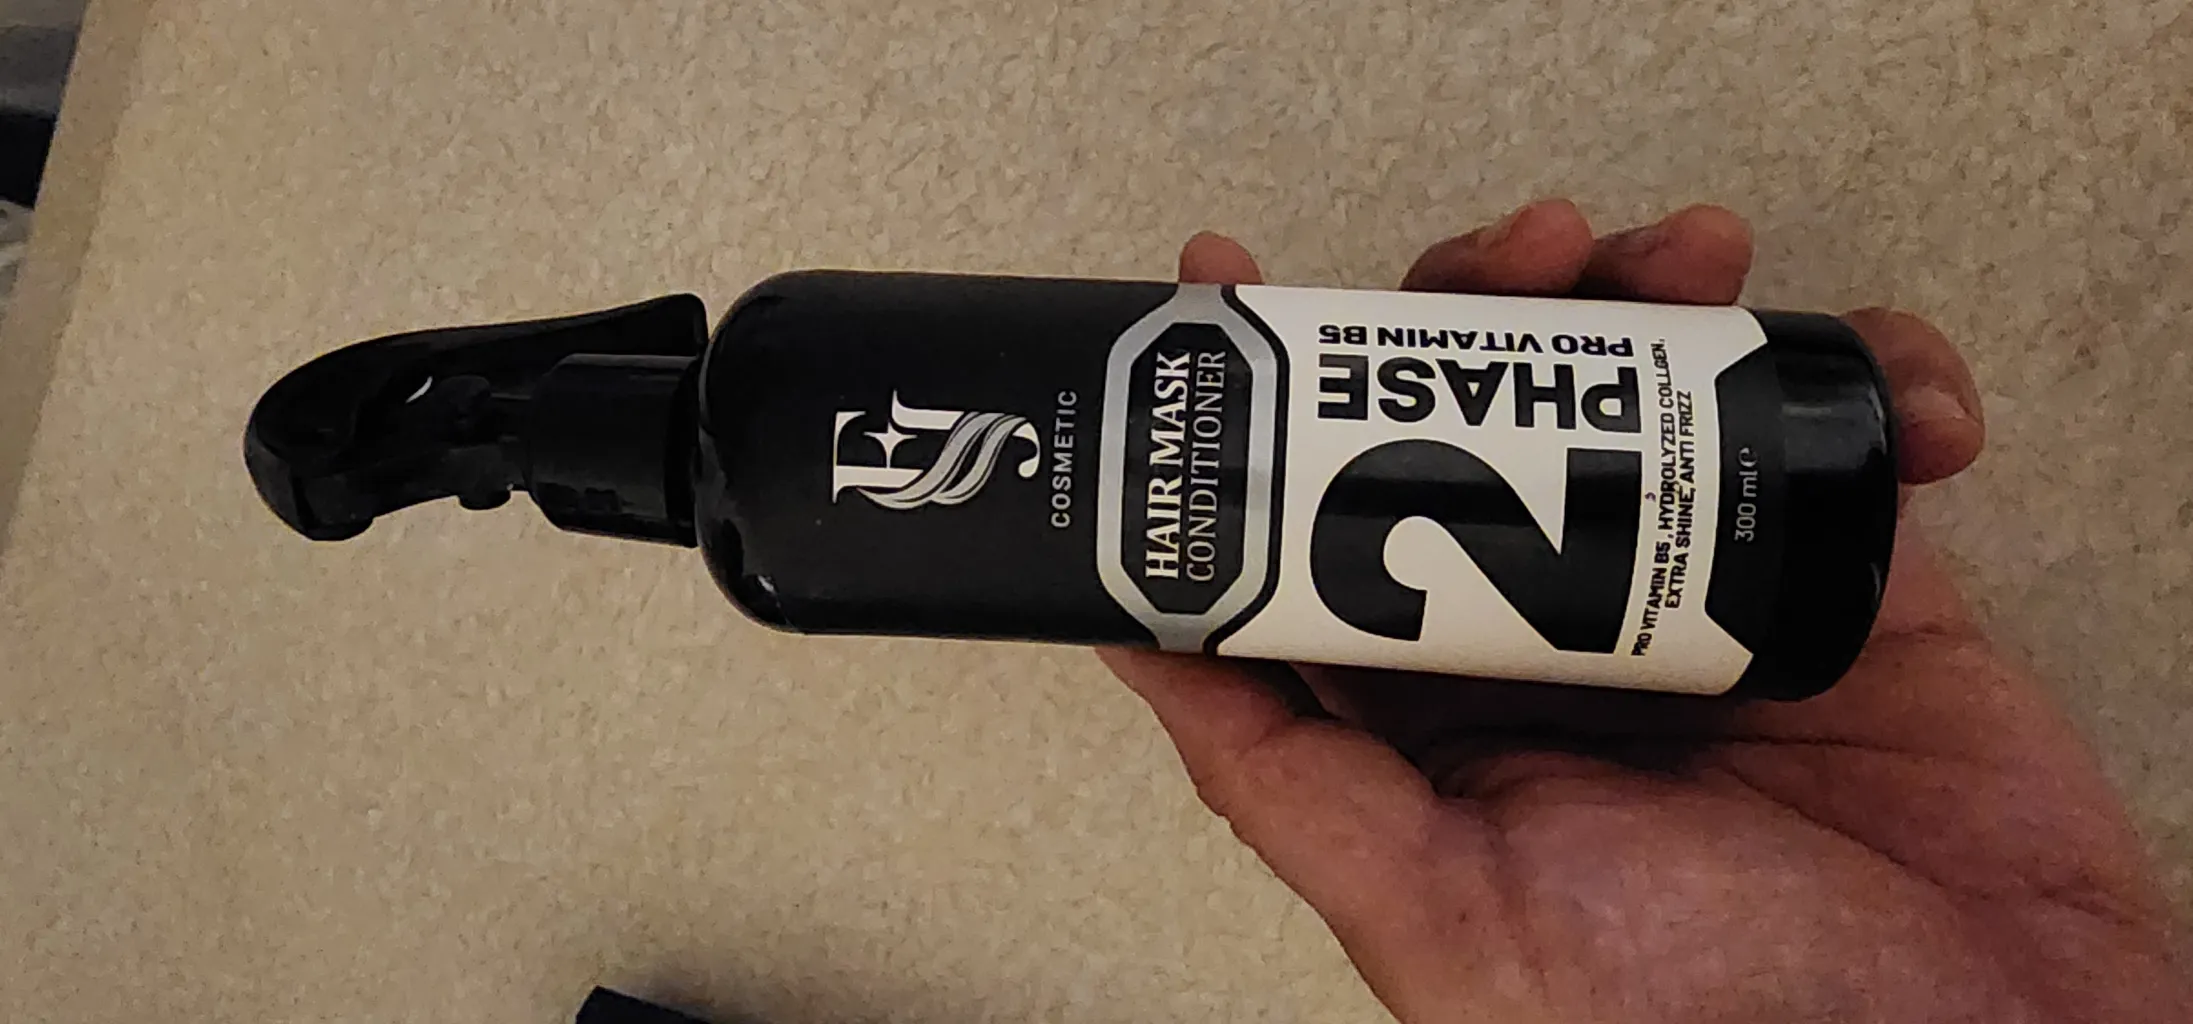 FJ
COSMETIC
HAIR MASK
CONDITIONER
2 PHASE
PRO VITAMIN B5
PRO VITAMIN B5, HYDROLYZED COLLGEN,
EXTRA SHINE, ANTI FRIZZ
300 ml e